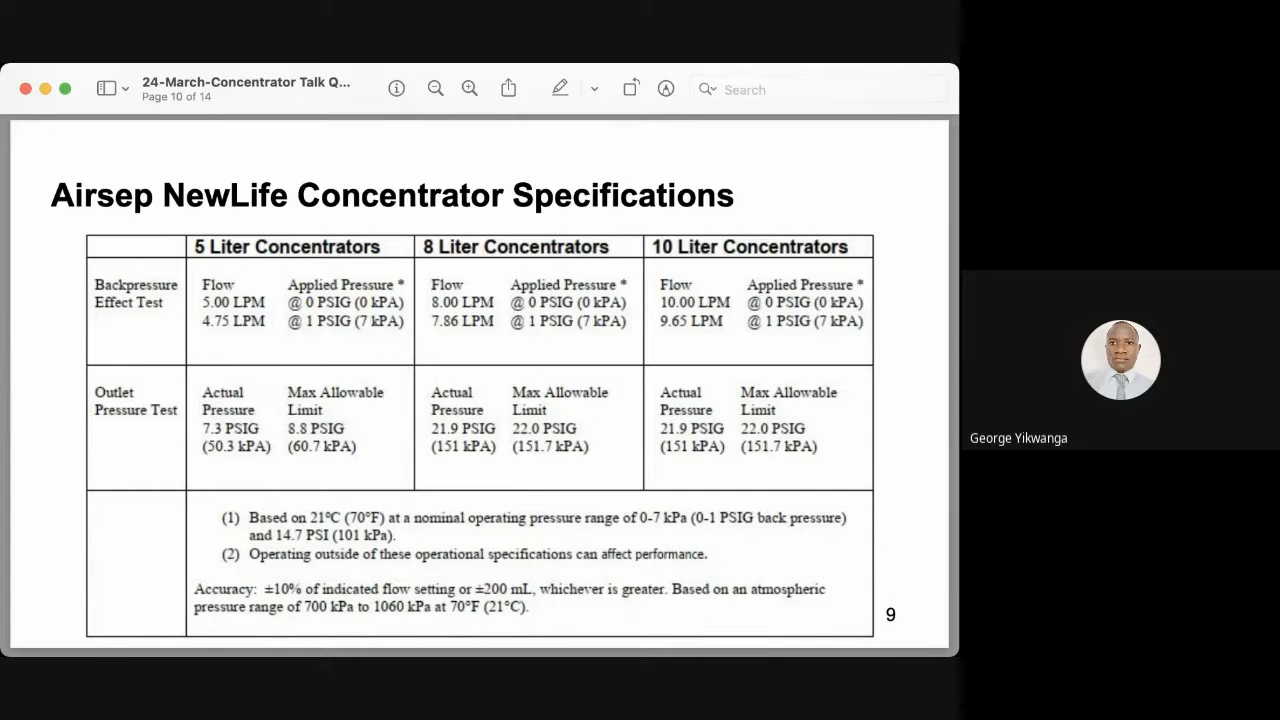 24-March-Concentrator Talk Q...
Page 10 of 14
Search
Airsep NewLife Concentrator Specifications
5 Liter Concentrators 8 Liter Concentrators 10 Liter Concentrators
Backpressure Effect Test
Flow Applied Pressure *
5.00 LPM @ 0 PSIG (0 kPA)
4.75 LPM @ 1 PSIG (7 kPA)
Flow Applied Pressure *
8.00 LPM @ 0 PSIG (0 kPA)
7.86 LPM @ 1 PSIG (7 kPA)
Flow Applied Pressure *
10.00 LPM @ 0 PSIG (0 kPA)
9.65 LPM @ 1 PSIG (7 kPA)
Outlet
Pressure Test
Actual Max Allowable
Pressure Limit
7.3 PSIG 8.8 PSIG
(50.3 kPA) (60.7 kPA)
Actual Max Allowable
Pressure Limit
21.9 PSIG 22.0 PSIG
(151 kPA) (151.7 kPA)
Actual Max Allowable
Pressure Limit
21.9 PSIG 22.0 PSIG
(151 kPA) (151.7 kPA)
(1) Based on 21°C (70°F) at a nominal operating pressure range of 0-7 kPa (0-1 PSIG back pressure)
and 14.7 PSI (101 kPa).
(2) Operating outside of these operational specifications can affect performance.
Accuracy: ±10% of indicated flow setting or ±200 mL, whichever is greater. Based on an atmospheric
pressure range of 700 kPa to 1060 kPa at 70°F (21°C).
9
George Yikwanga